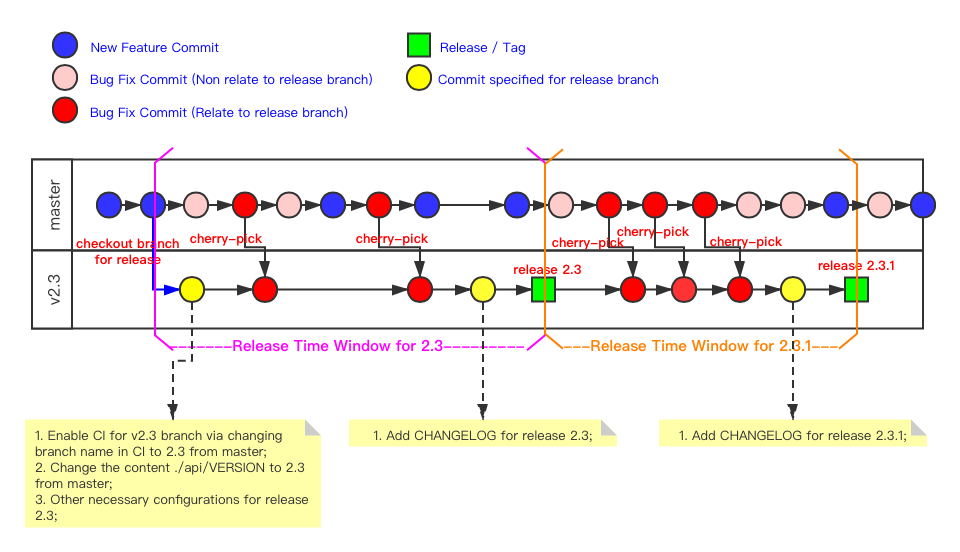 New Feature Commit
Release / Tag
Bug Fix Commit (Non relate to release branch)
Commit specified for release branch
Bug Fix Commit (Relate to release branch)
master
checkout branch
for release
cherry-pick
cherry-pick
cherry-pick
cherry-pick
cherry-pick
v2.3
release 2.3
release 2.3.1
-------Release Time Window for 2.3---------
---Release Time Window for 2.3.1---
1. Enable CI for v2.3 branch via changing
branch name in CI to 2.3 from master;
2. Change the content ./api/VERSION to 2.3
from master;
3. Other necessary configurations for release
2.3;
1. Add CHANGELOG for release 2.3;
1. Add CHANGELOG for release 2.3.1;